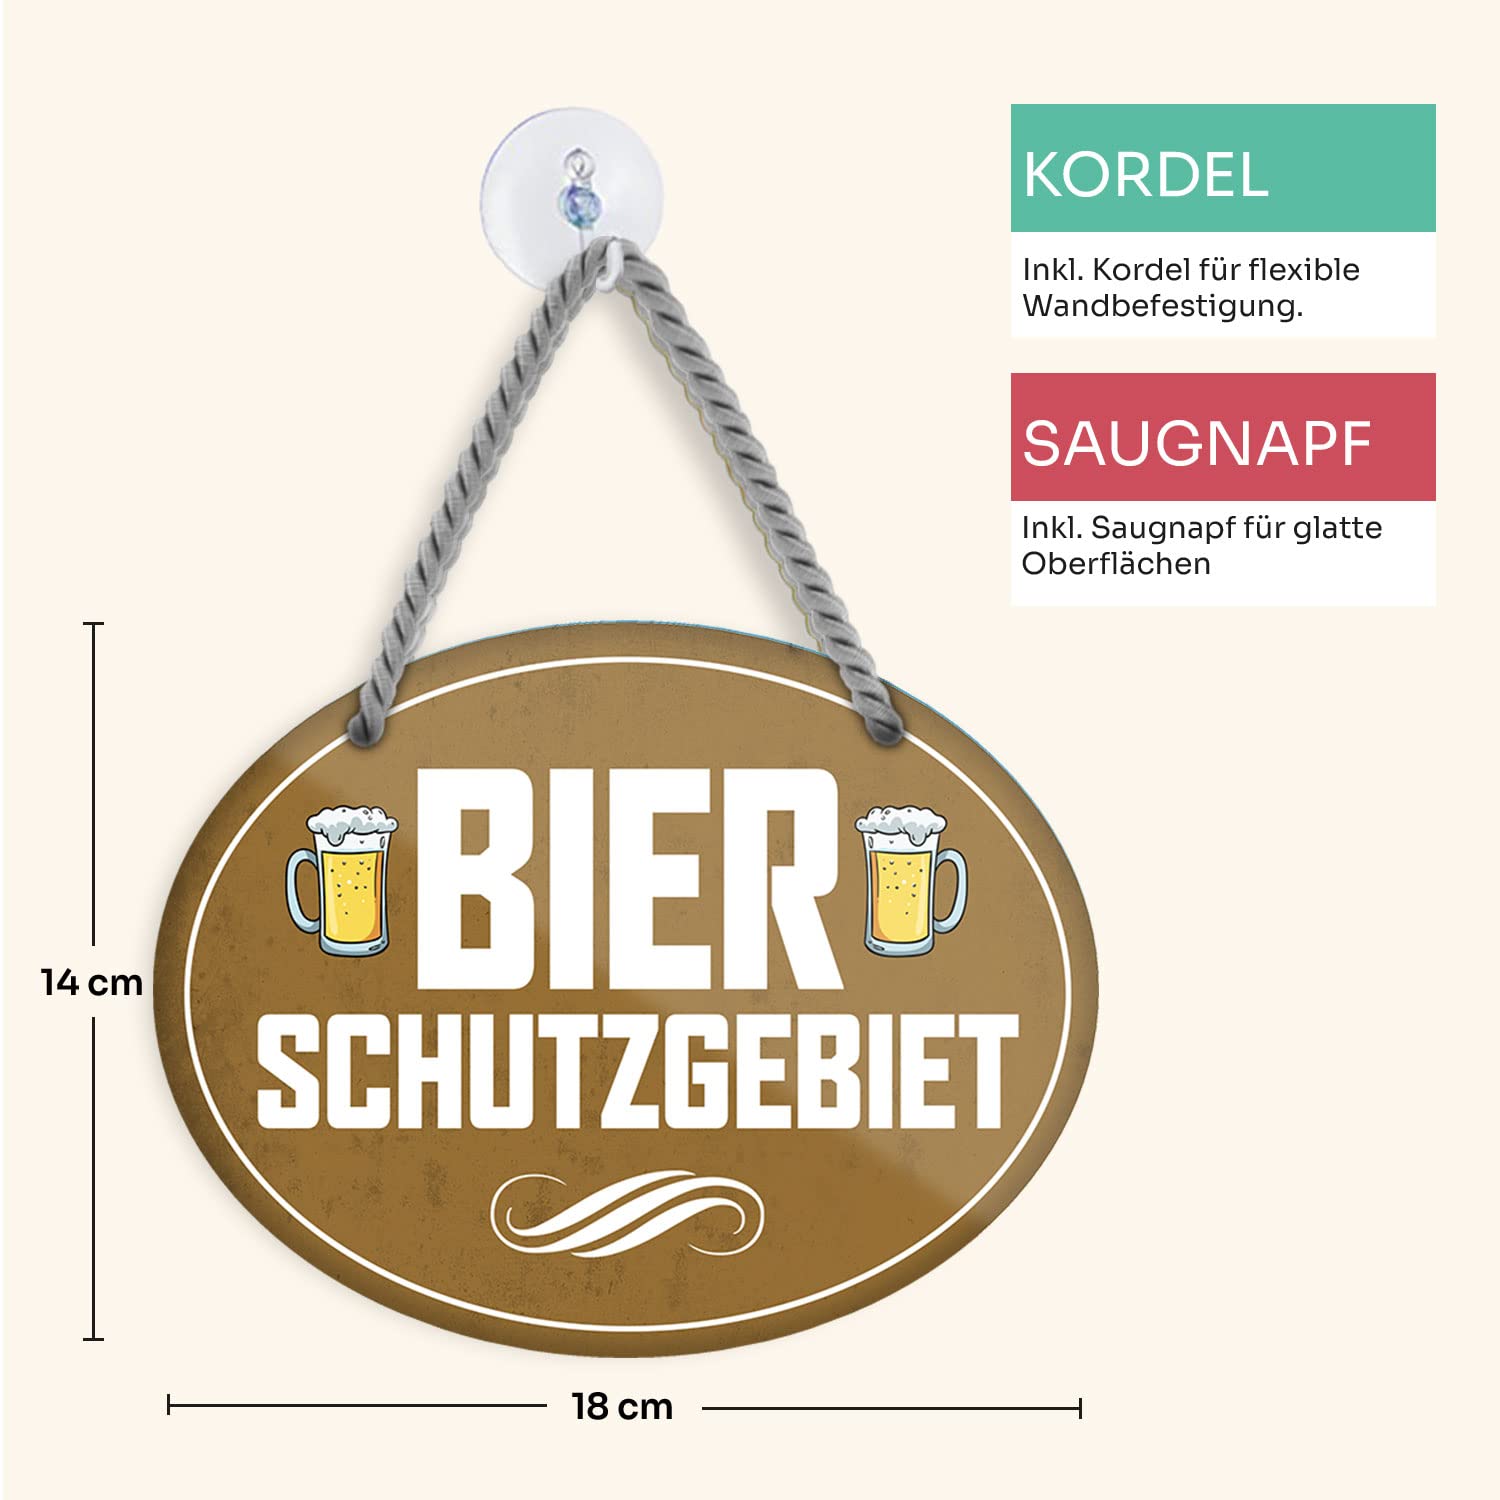 KORDEL
Inkl. Kordel für flexible
Wandbefestigung.
SAUGNAPF
Inkl. Saugnapf für glatte
Oberflächen
BIER
SCHUTZGEBIET
14 cm
18 cm